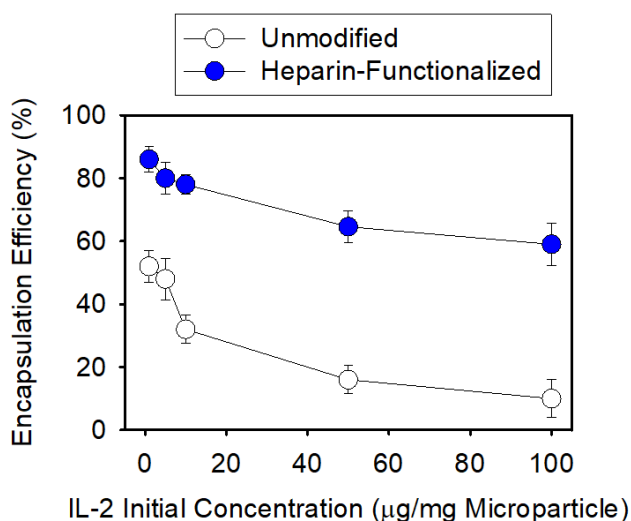 Unmodified
Heparin-Functionalized
Encapsulation Efficiency (%)
100
80
60
40
20
0
0 20 40 60 80 100
IL-2 Initial Concentration (μg/mg Microparticle)